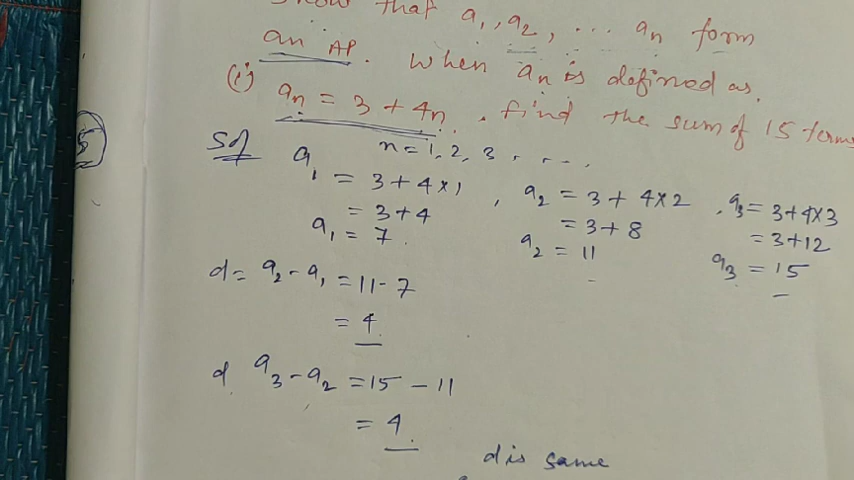 Show that a₁, a₂, ... aₙ form
an AP. When aₙ is defined as.
(i) aₙ = 3 + 4n. , find the sum of 15 terms
Sol n = 1, 2, 3 . . - - .
a₁ = 3 + 4×1 , a₂ = 3 + 4×2 , a₃ = 3+4×3
= 3+4 = 3+8 = 3+12
a₁ = 7. a₂ = 11 a₃ = 15
d = a₂ - a₁ = 11 - 7
= 4
d a₃ - a₂ = 15 - 11
= 4.
d is same